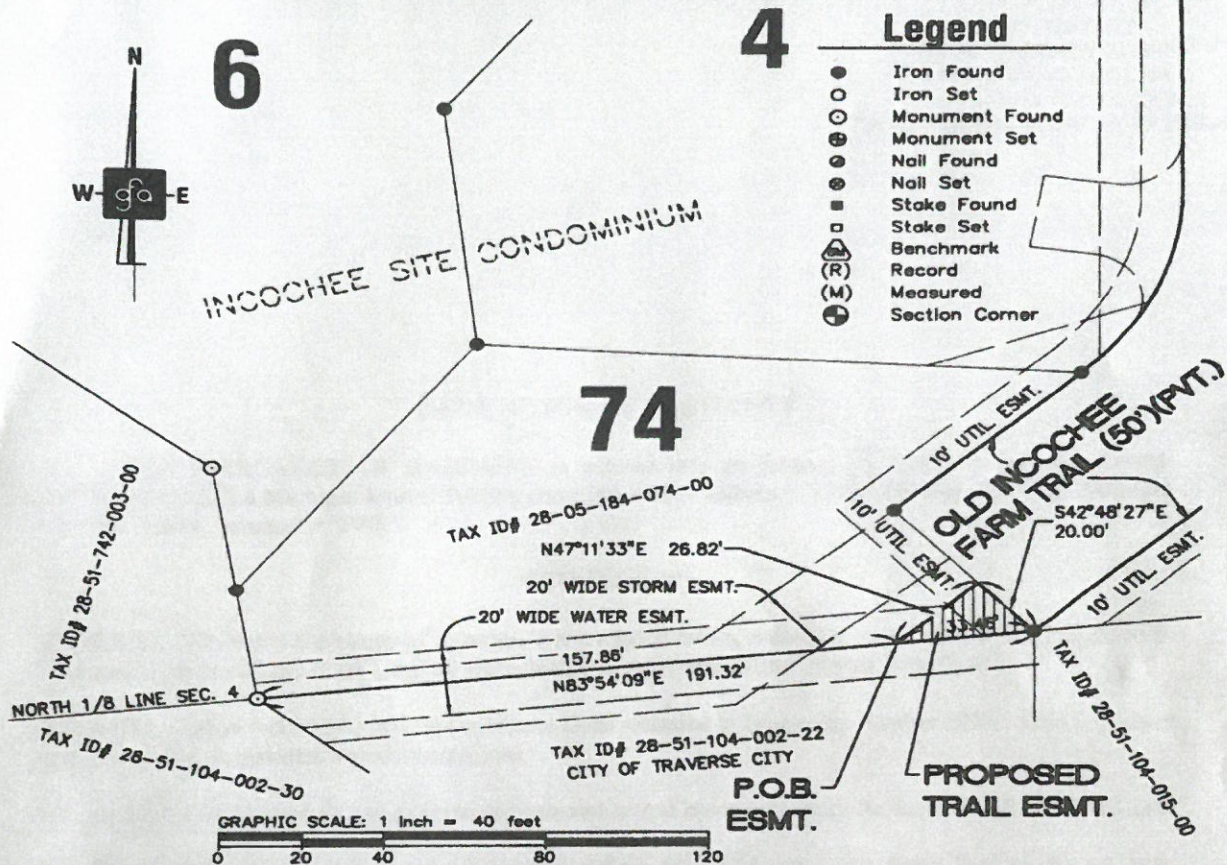 6
4
Legend
Iron Found
Iron Set
Monument Found
Monument Set
Nail Found
Nail Set
Stake Found
Stake Set
Benchmark
(R) Record
(M) Measured
Section Corner
N
W E
INCOCHEE SITE CONDOMINIUM
74
10' UTIL ESMT.
OLD INCOCHEE
FARM TRAIL (50')(PVT.)
10' UTIL ESMT.
S42°48'27"E
20.00'
10' UTIL. ESMT.
TAX ID# 28-51-742-003-00
TAX ID# 28-05-184-074-00
N47°11'33"E 26.82'
20' WIDE STORM ESMT.
20' WIDE WATER ESMT.
157.86'
N83°54'09"E 191.32'
NORTH 1/8 LINE SEC. 4
TAX ID# 28-51-104-002-30
TAX ID# 28-51-104-002-22
CITY OF TRAVERSE CITY
P.O.B.
ESMT.
PROPOSED
TRAIL ESMT.
TAX ID# 28-51-104-015-00
GRAPHIC SCALE: 1 inch = 40 feet
0 20 40 80 120